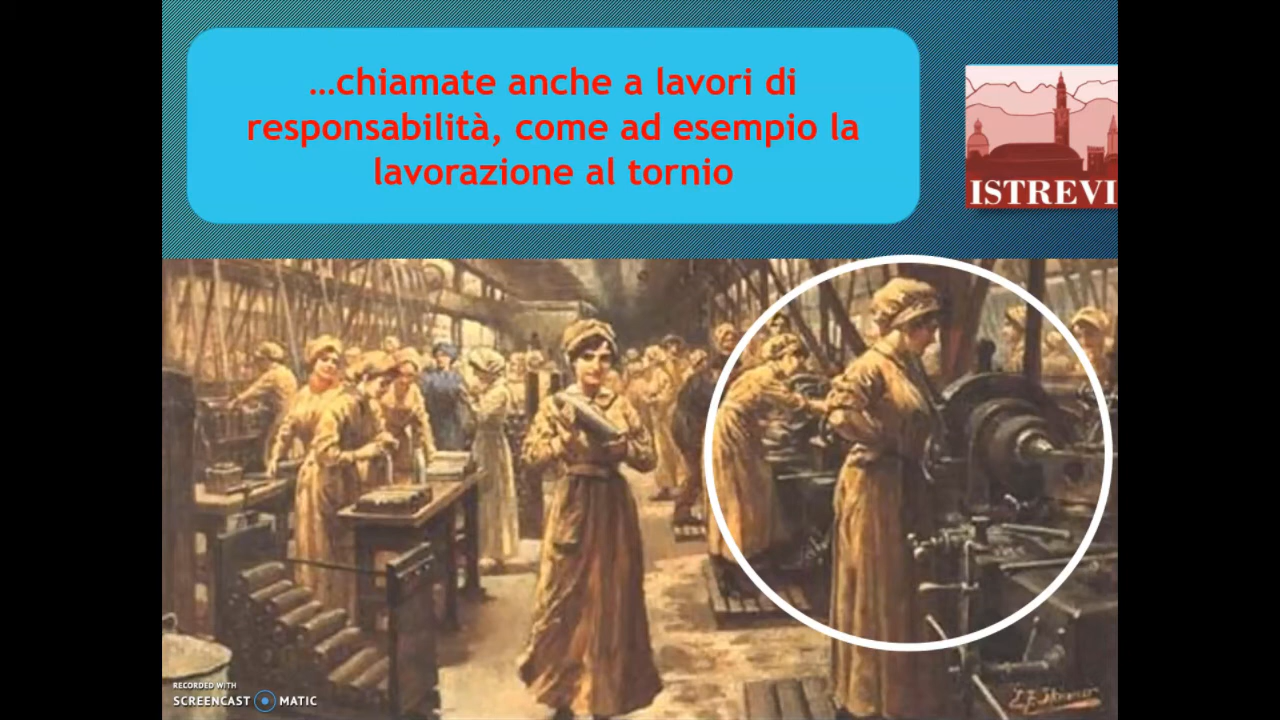 …chiamate anche a lavori di
responsabilità, come ad esempio la
lavorazione al tornio
ISTREVI
RECORDED WITH
SCREENCAST MATIC